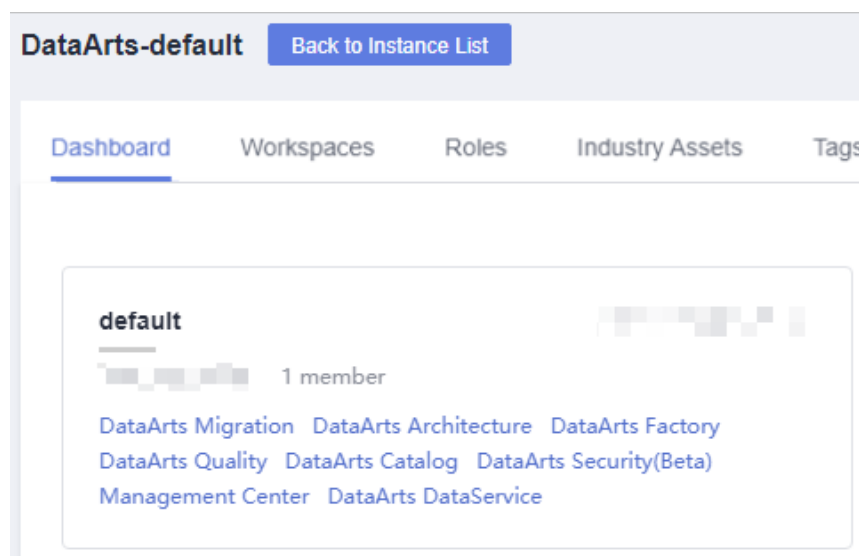 DataArts-default Back to Instance List
Dashboard Workspaces Roles Industry Assets Tags
default
1 member
DataArts Migration DataArts Architecture DataArts Factory
DataArts Quality DataArts Catalog DataArts Security(Beta)
Management Center DataArts DataService